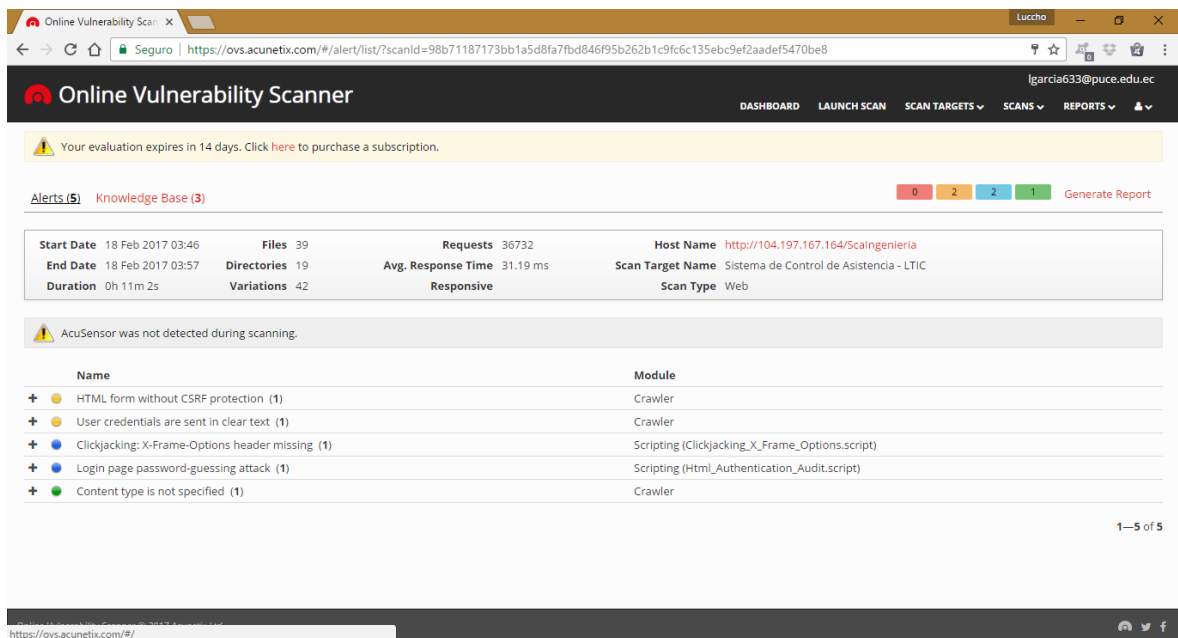 Online Vulnerability Scan
Luccho
Seguro | https://ovs.acunetix.com/#/alert/list/?scanId=98b71187173bb1a5d8fa7fbd846f95b262b1c9fc6c135ebc9ef2aadef5470be8
0
lgarcia633@puce.edu.ec
Online Vulnerability Scanner
DASHBOARD LAUNCH SCAN SCAN TARGETS SCANS REPORTS
Your evaluation expires in 14 days. Click here to purchase a subscription.
Alerts (5) Knowledge Base (3) 0 2 2 1 Generate Report
Start Date 18 Feb 2017 03:46 Files 39 Requests 36732 Host Name http://104.197.167.164/ScaIngenieria
End Date 18 Feb 2017 03:57 Directories 19 Avg. Response Time 31.19 ms Scan Target Name Sistema de Control de Asistencia - LTIC
Duration 0h 11m 2s Variations 42 Responsive Scan Type Web
AcuSensor was not detected during scanning.
Name Module
HTML form without CSRF protection (1) Crawler
User credentials are sent in clear text (1) Crawler
Clickjacking: X-Frame-Options header missing (1) Scripting (Clickjacking_X_Frame_Options.script)
Login page password-guessing attack (1) Scripting (Html_Authentication_Audit.script)
Content type is not specified (1) Crawler
1—5 of 5
https://ovs.acunetix.com/#/